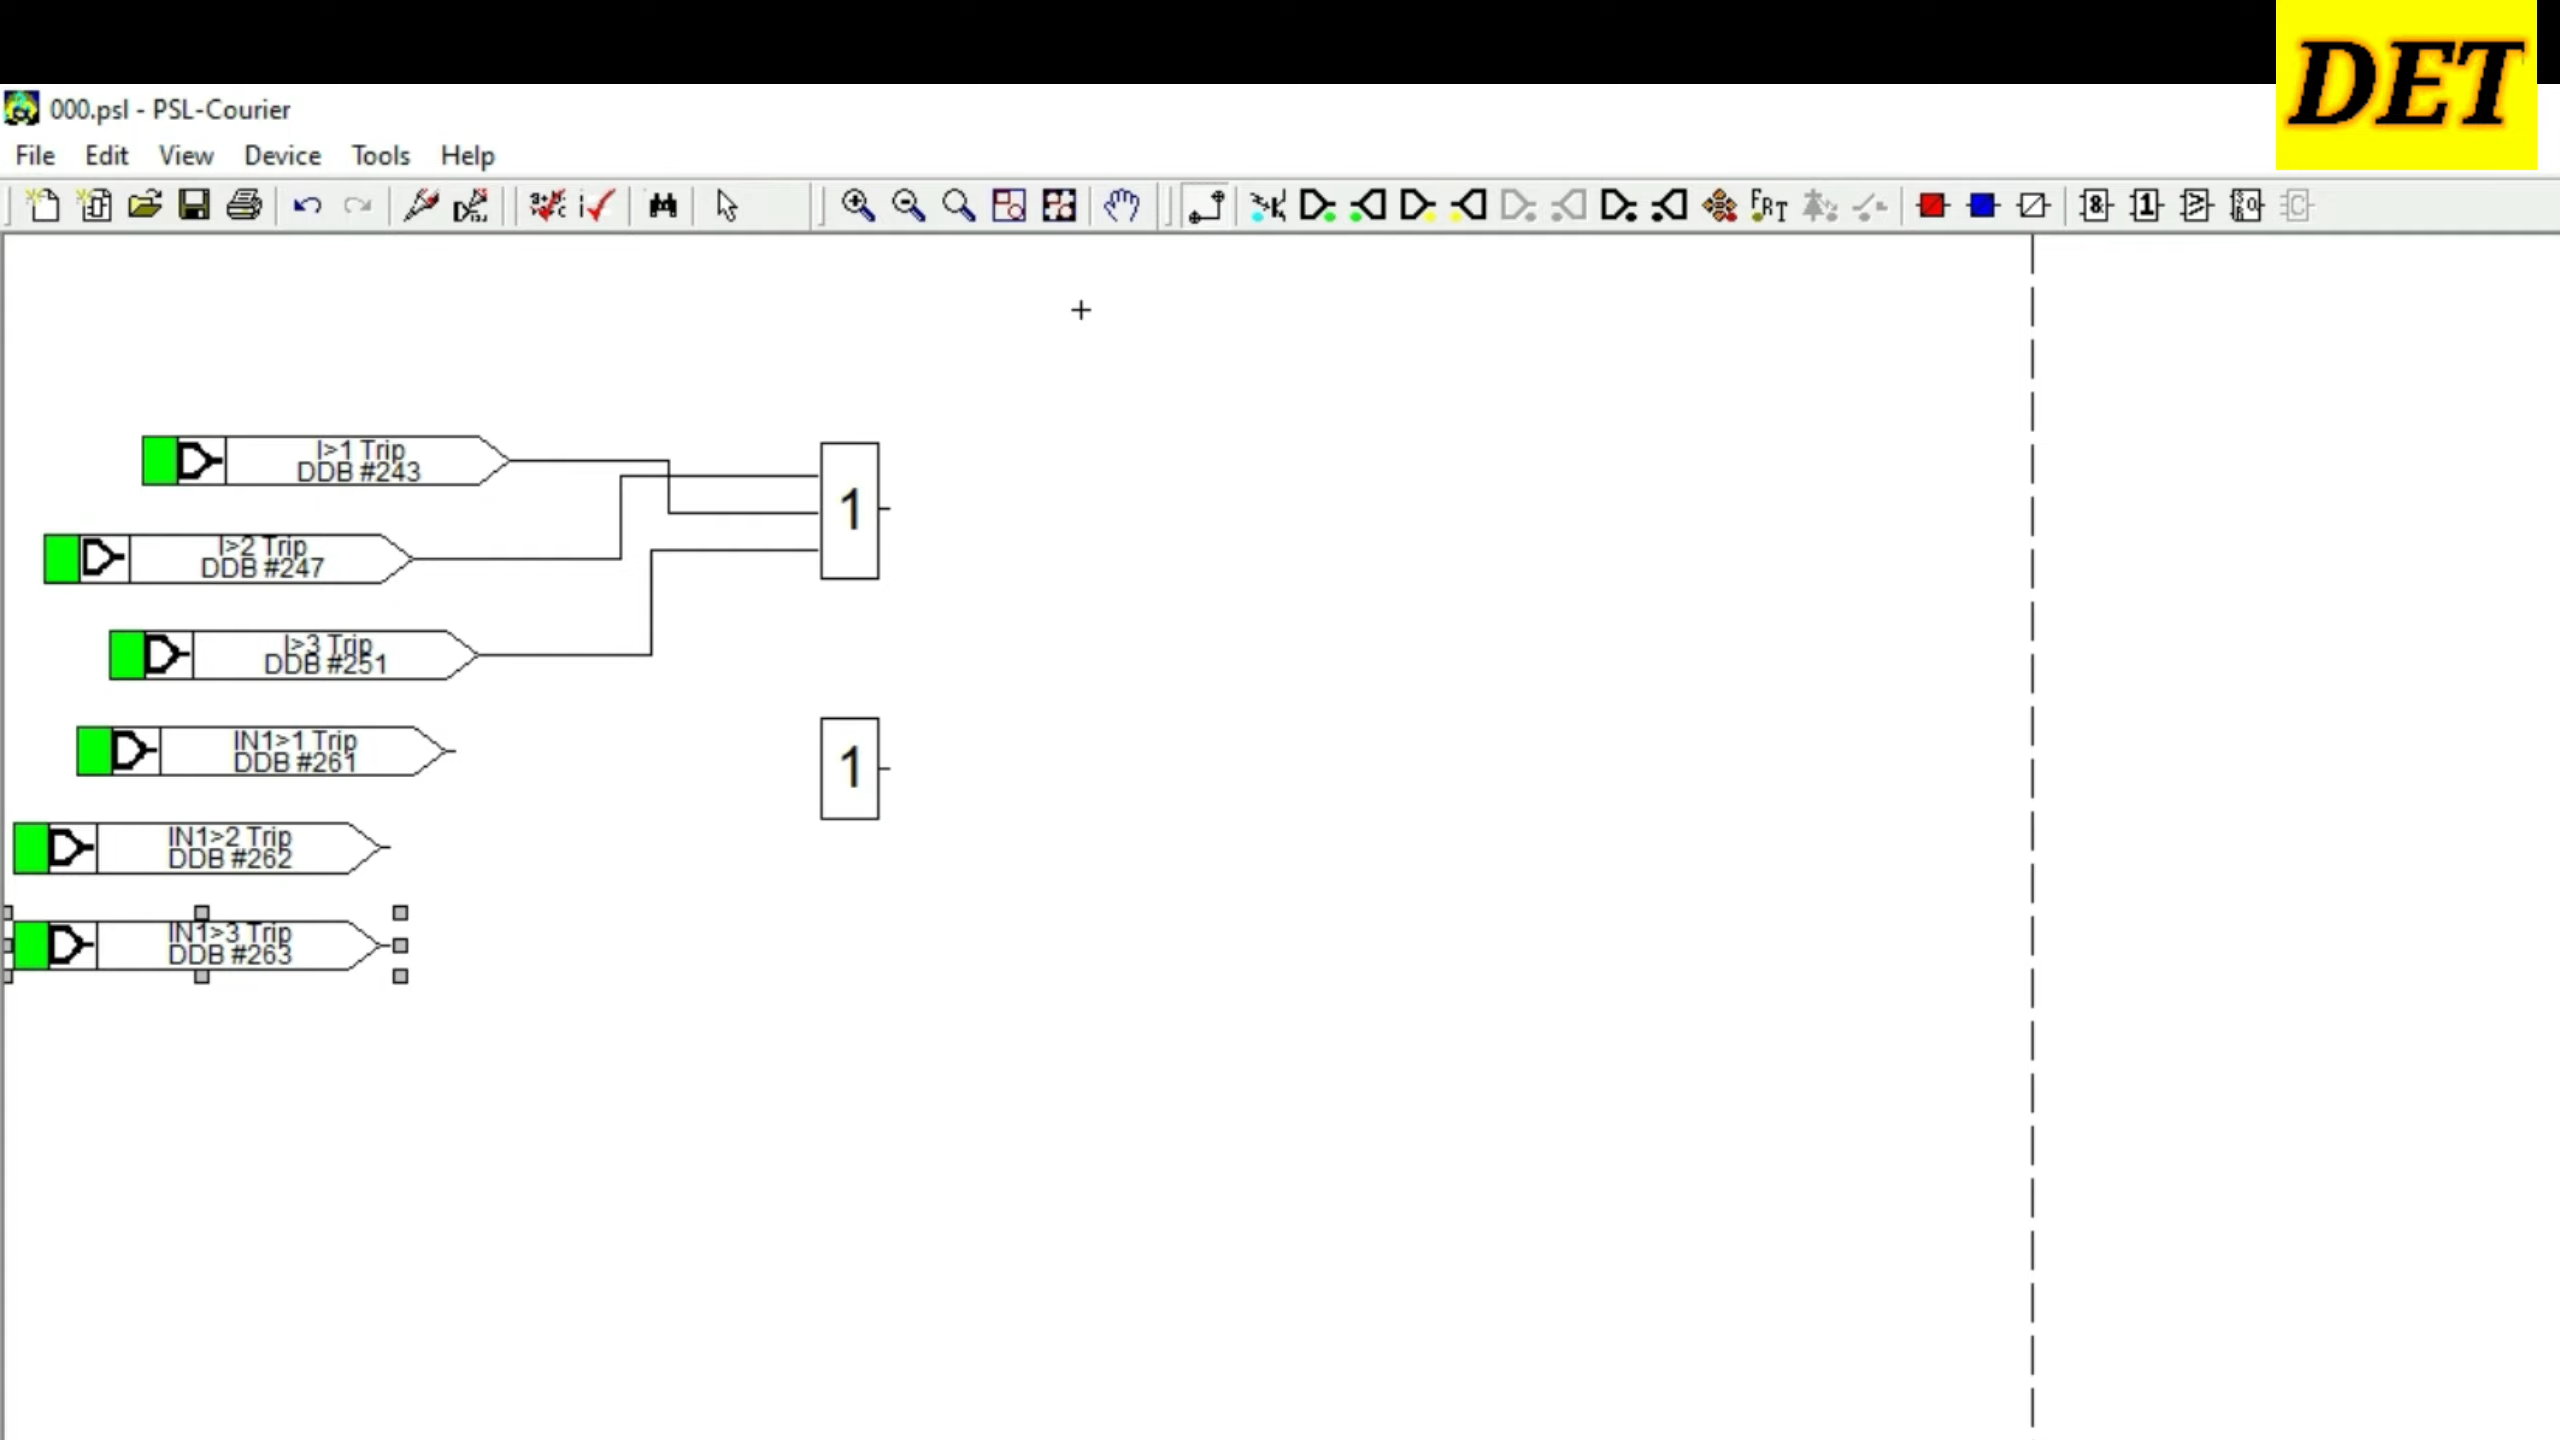 DET
000.psl - PSL-Courier
File Edit View Device Tools Help
FRT
& 1
I>1 Trip
DDB #243
I>2 Trip
DDB #247
I>3 Trip
DDB #251
IN1>1 Trip
DDB #261
IN1>2 Trip
DDB #262
IN1>3 Trip
DDB #263
1
1